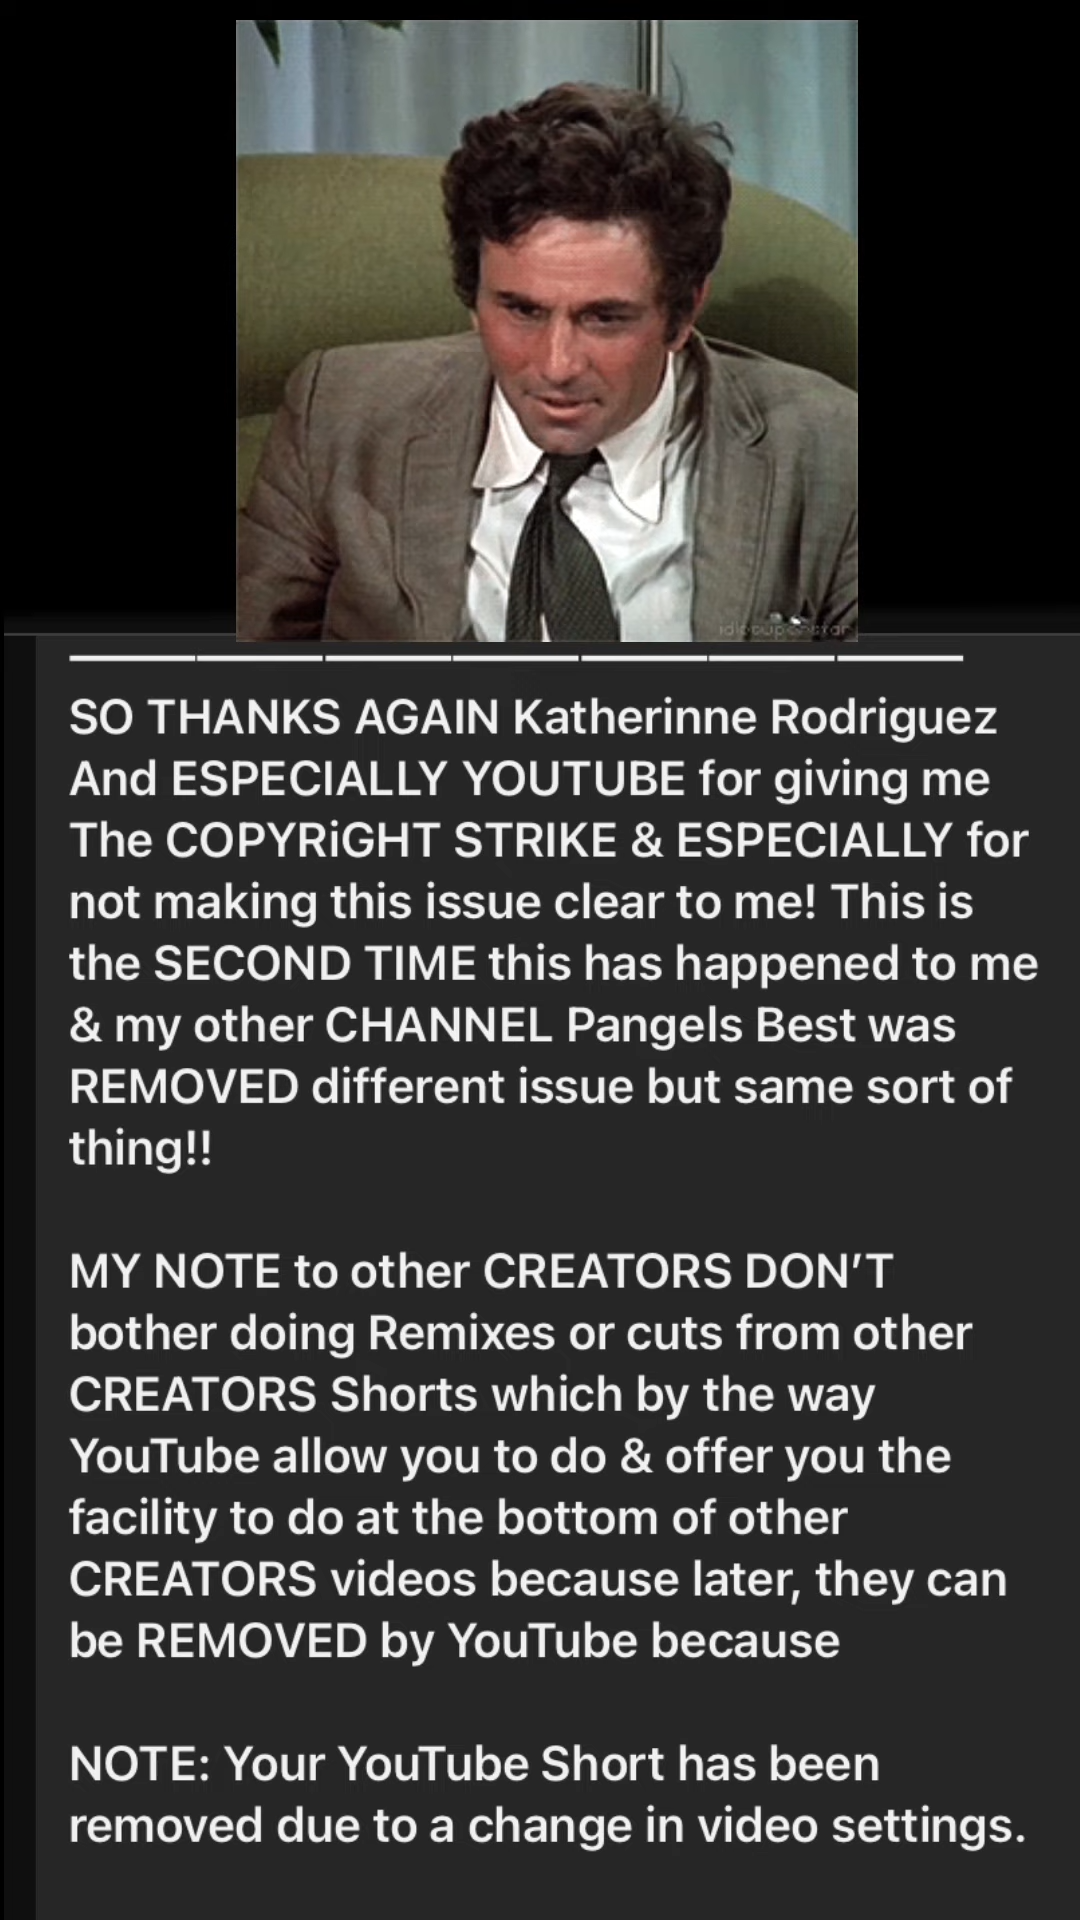 SO THANKS AGAIN Katherinne Rodriguez
And ESPECIALLY YOUTUBE for giving me
The COPYRiGHT STRIKE & ESPECIALLY for
not making this issue clear to me! This is
the SECOND TIME this has happened to me
& my other CHANNEL Pangels Best was
REMOVED different issue but same sort of
thing!!
MY NOTE to other CREATORS DON’T
bother doing Remixes or cuts from other
CREATORS Shorts which by the way
YouTube allow you to do & offer you the
facility to do at the bottom of other
CREATORS videos because later, they can
be REMOVED by YouTube because
NOTE: Your YouTube Short has been
removed due to a change in video settings.